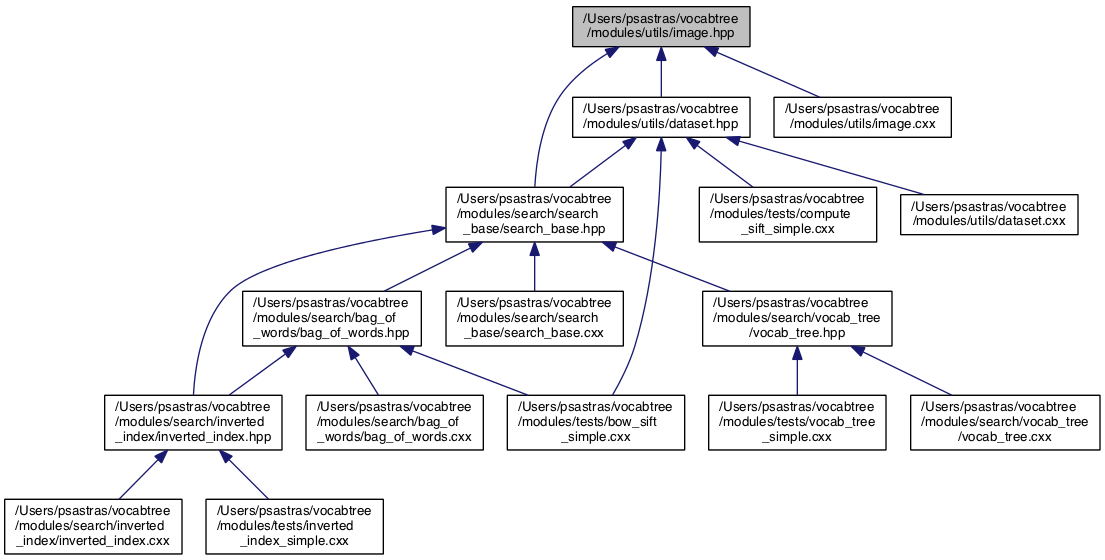 /Users/psastras/vocabtree
/modules/utils/image.hpp
/Users/psastras/vocabtree
/modules/utils/dataset.hpp
/Users/psastras/vocabtree
/modules/utils/image.cxx
/Users/psastras/vocabtree
/modules/search/search
_base/search_base.hpp
/Users/psastras/vocabtree
/modules/tests/compute
_sift_simple.cxx
/Users/psastras/vocabtree
/modules/utils/dataset.cxx
/Users/psastras/vocabtree
/modules/search/bag_of
_words/bag_of_words.hpp
/Users/psastras/vocabtree
/modules/search/search
_base/search_base.cxx
/Users/psastras/vocabtree
/modules/search/vocab_tree
/vocab_tree.hpp
/Users/psastras/vocabtree
/modules/search/inverted
_index/inverted_index.hpp
/Users/psastras/vocabtree
/modules/search/bag_of
_words/bag_of_words.cxx
/Users/psastras/vocabtree
/modules/tests/bow_sift
_simple.cxx
/Users/psastras/vocabtree
/modules/tests/vocab_tree
_simple.cxx
/Users/psastras/vocabtree
/modules/search/vocab_tree
/vocab_tree.cxx
/Users/psastras/vocabtree
/modules/search/inverted
_index/inverted_index.cxx
/Users/psastras/vocabtree
/modules/tests/inverted
_index_simple.cxx